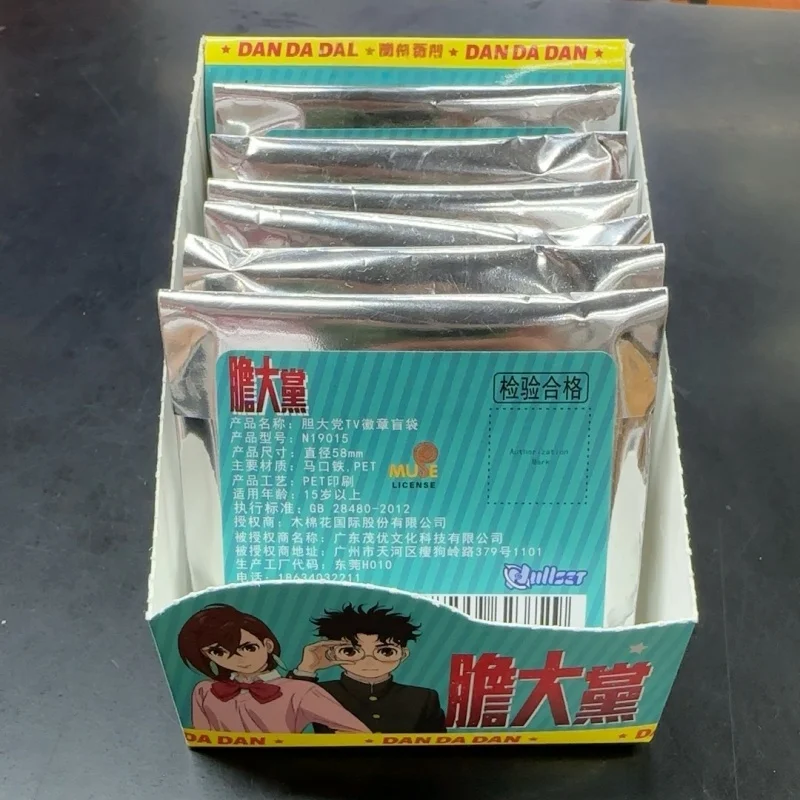 ★ DAN DA DAL ★ ★ DAN DA DAN ★
膽大黨
检验合格
产品名称: 胆大党TV徽章盲袋
产品型号: N19015
产品尺寸: 直径58mm
主要材质: 马口铁.PET
产品工艺: PET印刷
适用年龄: 15岁以上
MUSE
LICENSE
Authorization
执行标准: GB 28480-2012
授权商: 木棉花国际股份有限公司
被授权商名称: 广东茂优文化科技有限公司
被授权商地址: 广州市天河区瘦狗岭路379号1101
生产工厂代码: 东莞H010
电话: 18634032211
膽大黨
DA DAN ★ ★ DAN DA DAN ★ D